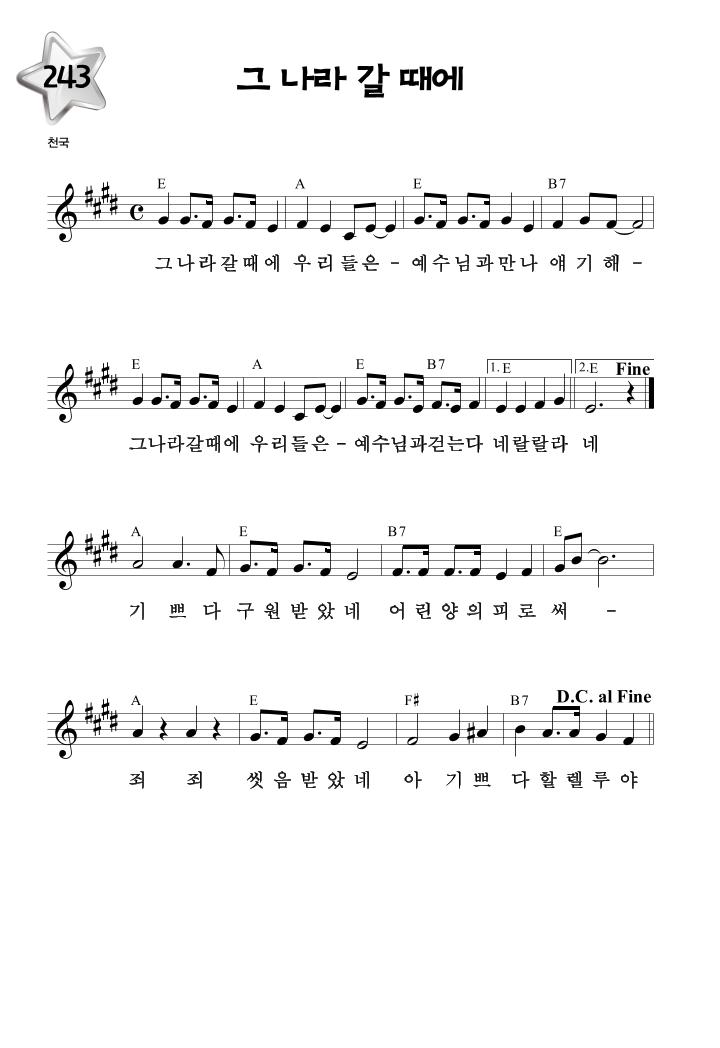 243
그 나라 갈 때에
천국
E A E B7
그나라갈때에 우리들은 - 예수님과만나 얘기해 -
E A E B7 1. E 2. E Fine
그나라갈때에 우리들은 - 예수님과걷는다 네랄랄라 네
A E B7 E
기 쁘 다 구원받았네 어린양의피로써 -
A E F# B7 D.C. al Fine
죄 죄 씻음받았네 아 기쁘 다할렐루야